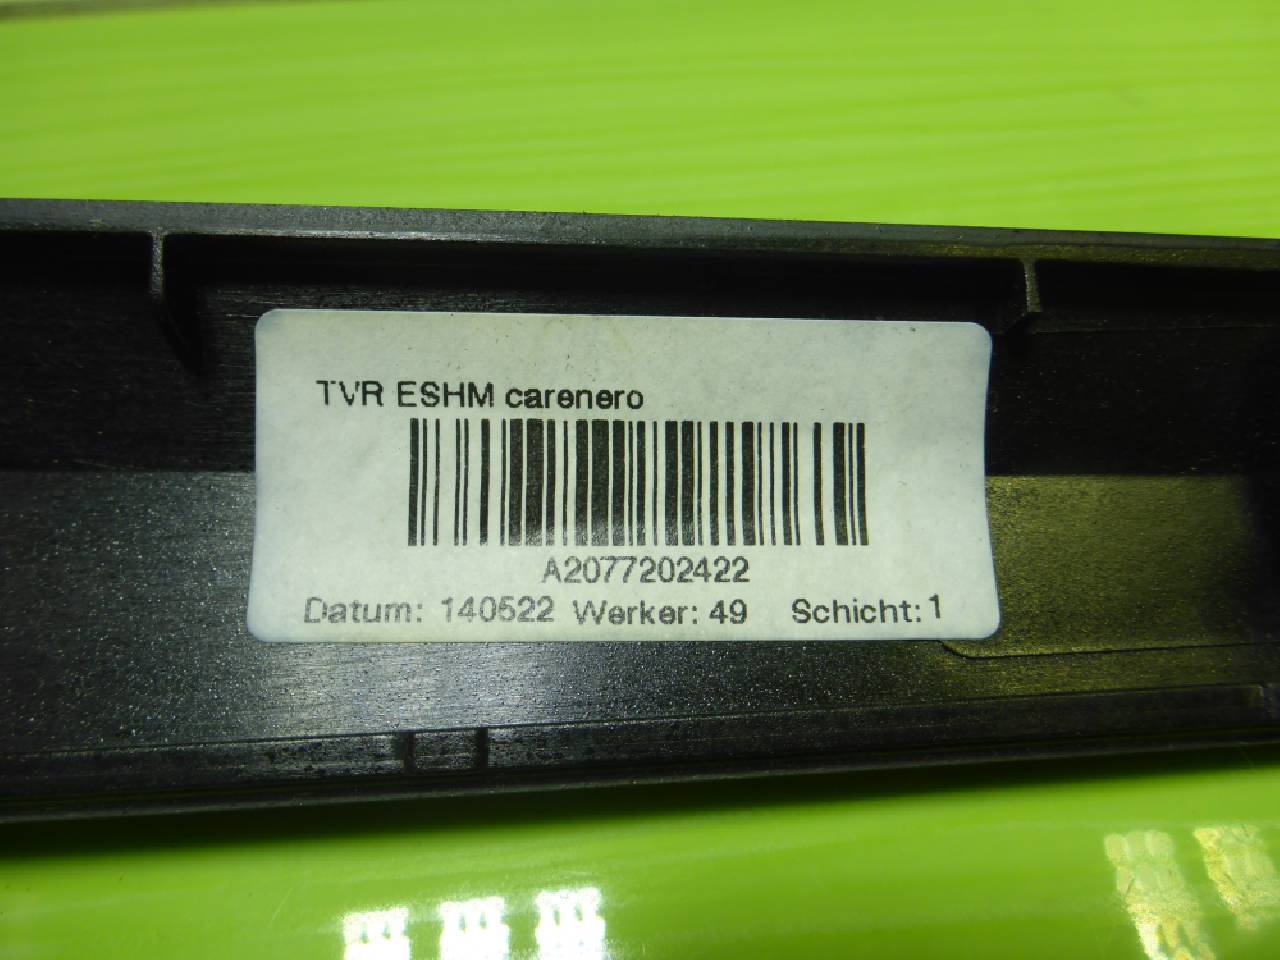 TVR ESHM carenero
A2077202422
Datum: 140522 Werker: 49 Schicht: 1